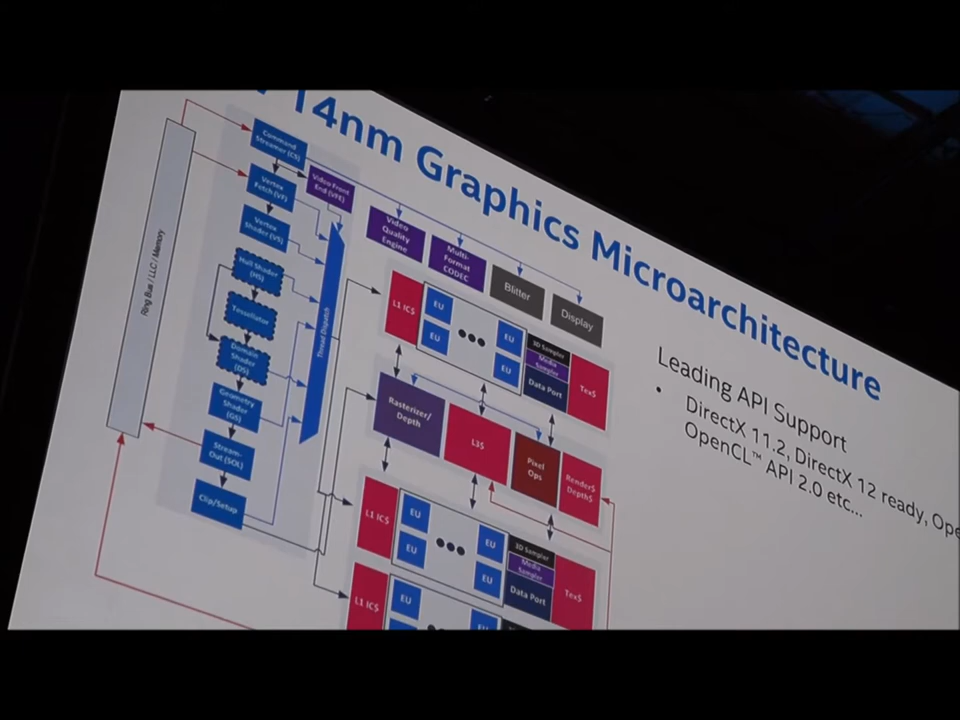 14nm Graphics Microarchitecture
Command
Streamer (CS)
Vertex
Fetch (VF)
Video Front
End (VFE)
Vertex
Shader (VS)
Hull Shader
(HS)
Tessellator
Domain
Shader
(DS)
Geometry
Shader
(GS)
Stream-
Out (SOL)
Clip/Setup
Ring Bus / LLC / Memory
Thread Dispatch
Video
Quality
Engine
Multi-
Format
CODEC
Blitter
Display
L1 IC$
EU
EU
EU
EU
3D Sampler
Media
Sampler
Data Port
Tex$
Rasterizer/
Depth
L3$
Pixel
Ops
Render$
Depth$
L1 IC$
EU
EU
EU
EU
3D Sampler
Media
Sampler
Data Port
Tex$
L1 IC$
EU
EU
Leading API Support
• DirectX 11.2, DirectX 12 ready, Ope
OpenCL™ API 2.0 etc...